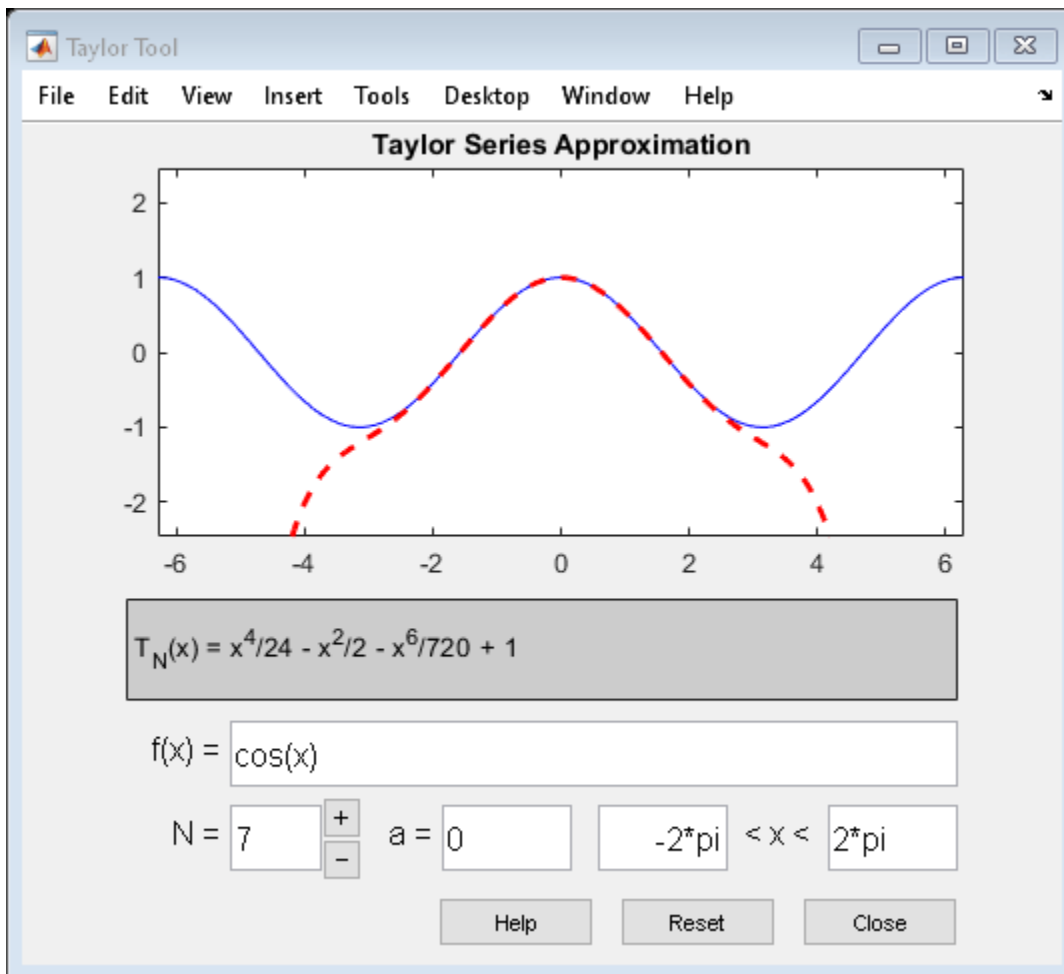 Taylor Tool
File Edit View Insert Tools Desktop Window Help
Taylor Series Approximation
2
1
0
-1
-2
-6 -4 -2 0 2 4 6
T_N(x) = x^4/24 - x^2/2 - x^6/720 + 1
f(x) = cos(x)
N = 7 + − a = 0 -2*pi < x < 2*pi
Help Reset Close